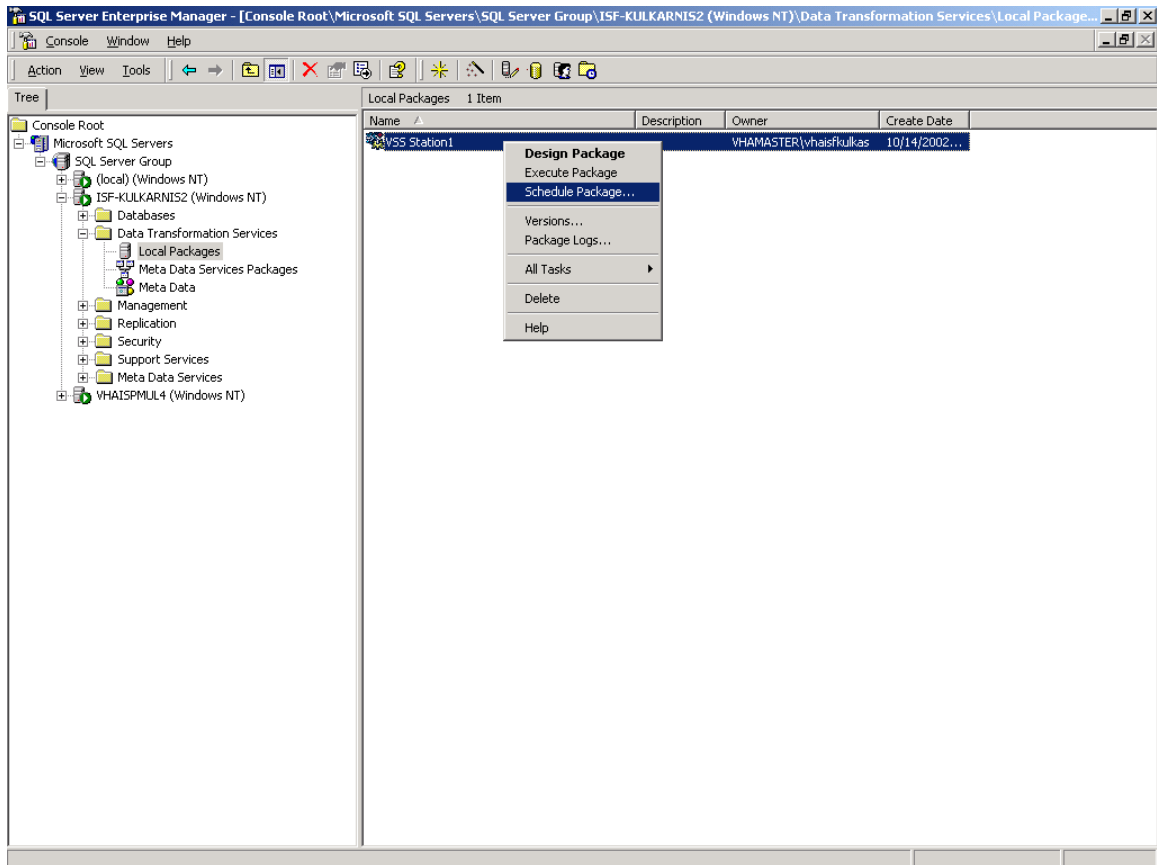 SQL Server Enterprise Manager - [Console Root\Microsoft SQL Servers\SQL Server Group\ISF-KULKARNIS2 (Windows NT)\Data Transformation Services\Local Package...
Console Window Help
Action View Tools
Tree
Local Packages 1 Item
Name Description Owner Create Date
Console Root
Microsoft SQL Servers
SQL Server Group
(local) (Windows NT)
ISF-KULKARNIS2 (Windows NT)
Databases
Data Transformation Services
Local Packages
Meta Data Services Packages
Meta Data
Management
Replication
Security
Support Services
Meta Data Services
VHAISPMUL4 (Windows NT)
VSS Station1 VHAMASTER\vhaisfkulkas 10/14/2002...
Design Package
Execute Package
Schedule Package...
Versions...
Package Logs...
All Tasks
Delete
Help